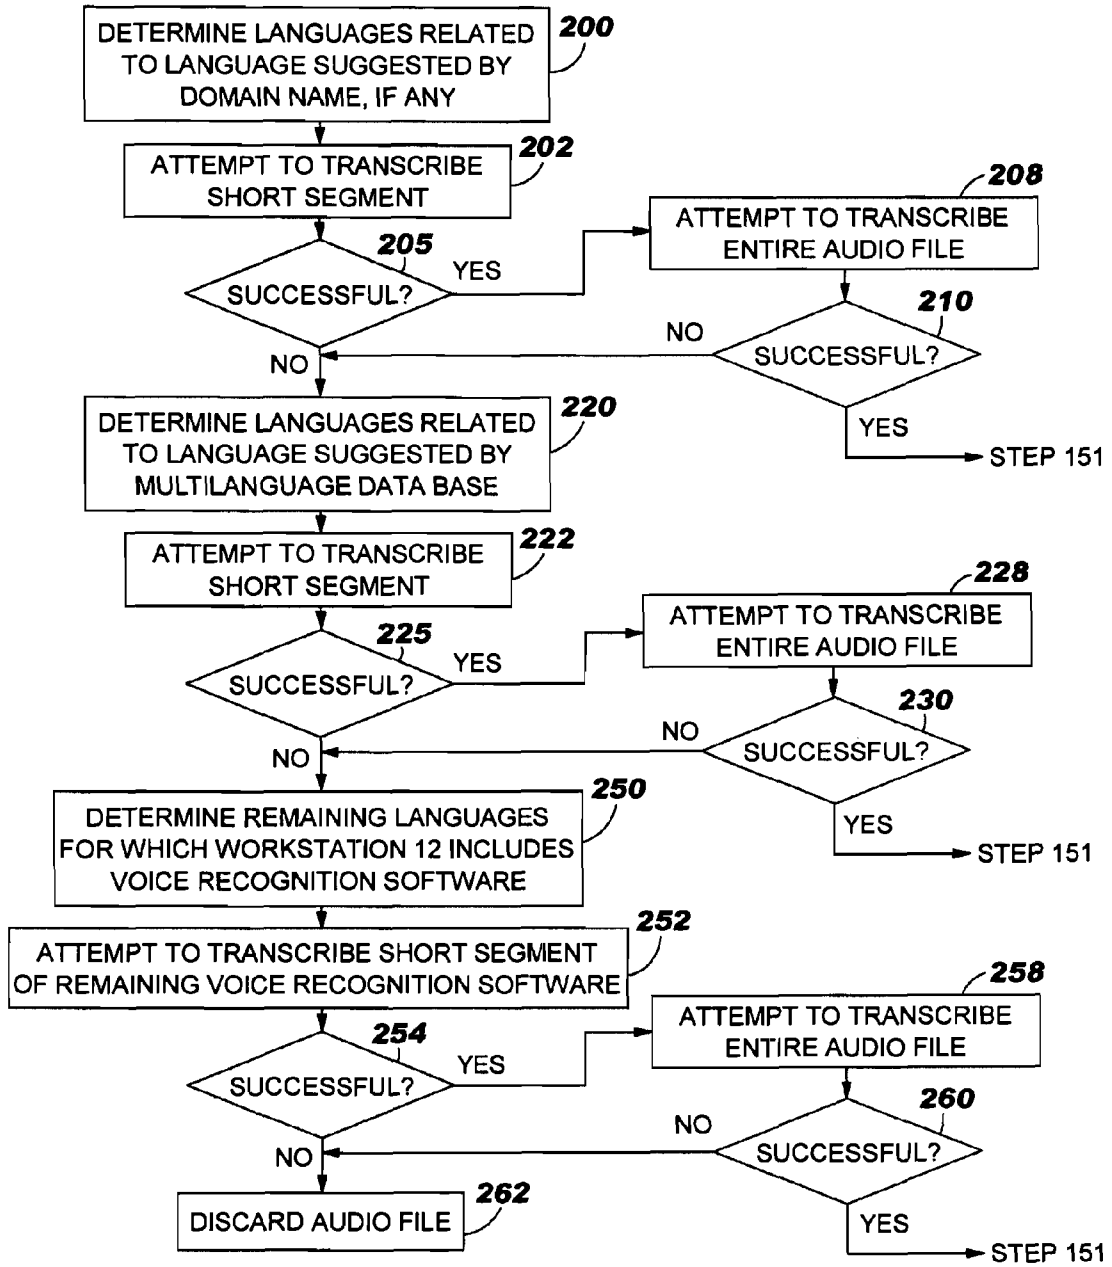 DETERMINE LANGUAGES RELATED
TO LANGUAGE SUGGESTED BY
DOMAIN NAME, IF ANY
200
ATTEMPT TO TRANSCRIBE
SHORT SEGMENT
202
SUCCESSFUL?
205
YES
NO
ATTEMPT TO TRANSCRIBE
ENTIRE AUDIO FILE
208
SUCCESSFUL?
210
NO
YES
STEP 151
DETERMINE LANGUAGES RELATED
TO LANGUAGE SUGGESTED BY
MULTILANGUAGE DATA BASE
220
ATTEMPT TO TRANSCRIBE
SHORT SEGMENT
222
SUCCESSFUL?
225
YES
NO
ATTEMPT TO TRANSCRIBE
ENTIRE AUDIO FILE
228
SUCCESSFUL?
230
NO
YES
STEP 151
DETERMINE REMAINING LANGUAGES
FOR WHICH WORKSTATION 12 INCLUDES
VOICE RECOGNITION SOFTWARE
250
ATTEMPT TO TRANSCRIBE SHORT SEGMENT
OF REMAINING VOICE RECOGNITION SOFTWARE
252
SUCCESSFUL?
254
YES
NO
ATTEMPT TO TRANSCRIBE
ENTIRE AUDIO FILE
258
SUCCESSFUL?
260
NO
YES
STEP 151
DISCARD AUDIO FILE
262